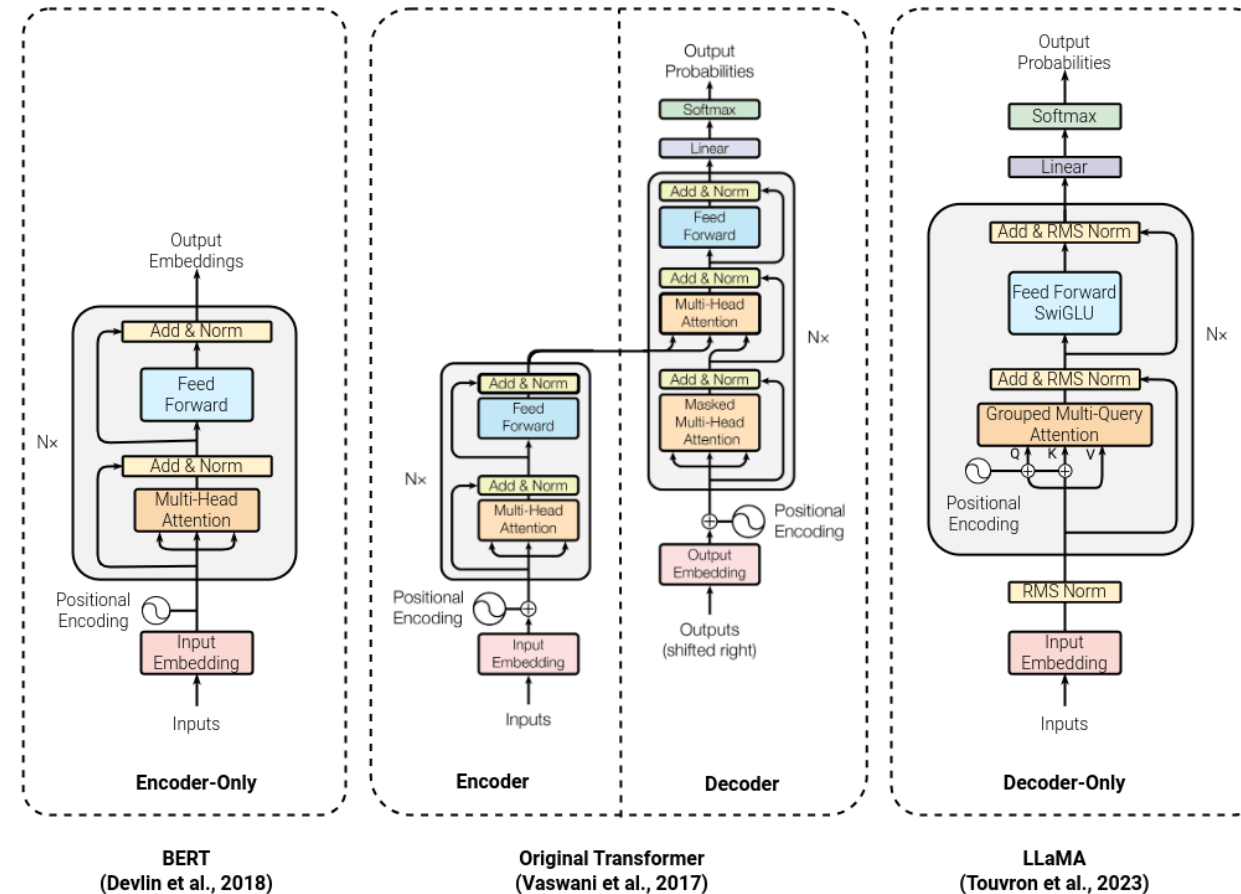 Output
Embeddings
Add & Norm
Feed
Forward
Nx
Add & Norm
Multi-Head
Attention
Positional
Encoding
Input
Embedding
Inputs
Encoder-Only
BERT
(Devlin et al., 2018)
Add & Norm
Feed
Forward
Nx
Add & Norm
Multi-Head
Attention
Positional
Encoding
Input
Embedding
Inputs
Encoder
Output
Probabilities
Softmax
Linear
Add & Norm
Feed
Forward
Add & Norm
Multi-Head
Attention
Nx
Add & Norm
Masked
Multi-Head
Attention
Positional
Encoding
Output
Embedding
Outputs
(shifted right)
Decoder
Original Transformer
(Vaswani et al., 2017)
Output
Probabilities
Softmax
Linear
Add & RMS Norm
Feed Forward
SwiGLU
Nx
Add & RMS Norm
Grouped Multi-Query
Attention
Q K V
Positional
Encoding
RMS Norm
Input
Embedding
Inputs
Decoder-Only
LLaMA
(Touvron et al., 2023)